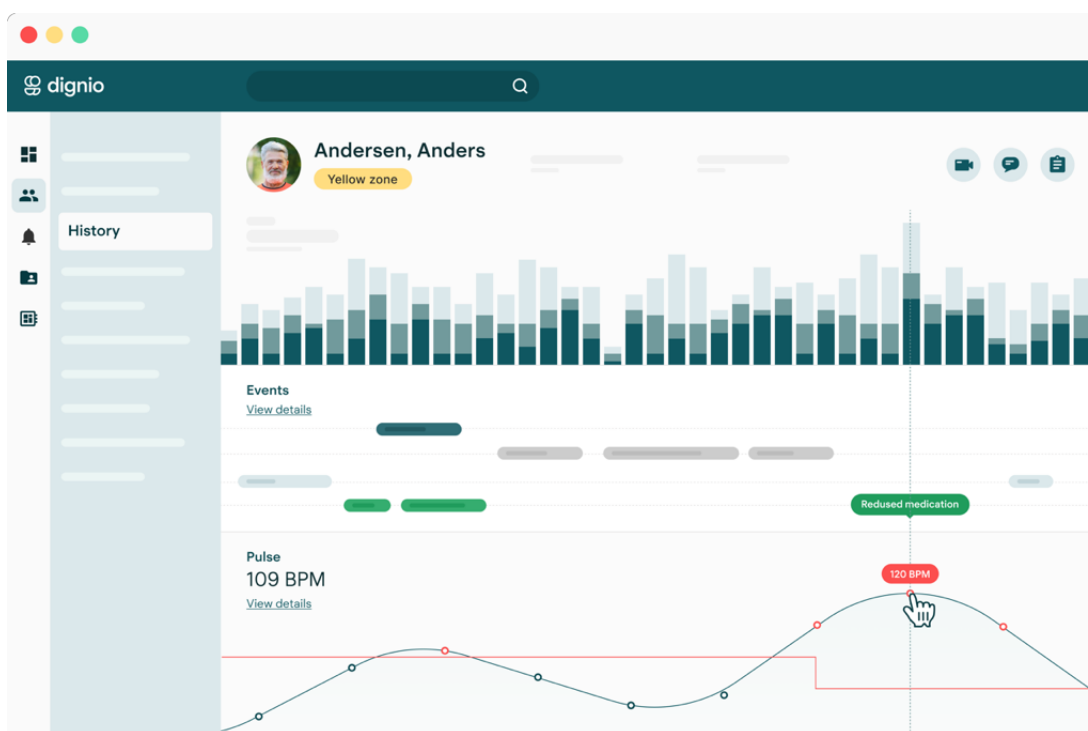 dignio
Andersen, Anders
Yellow zone
History
Events
View details
Redused medication
Pulse
109 BPM
View details
120 BPM